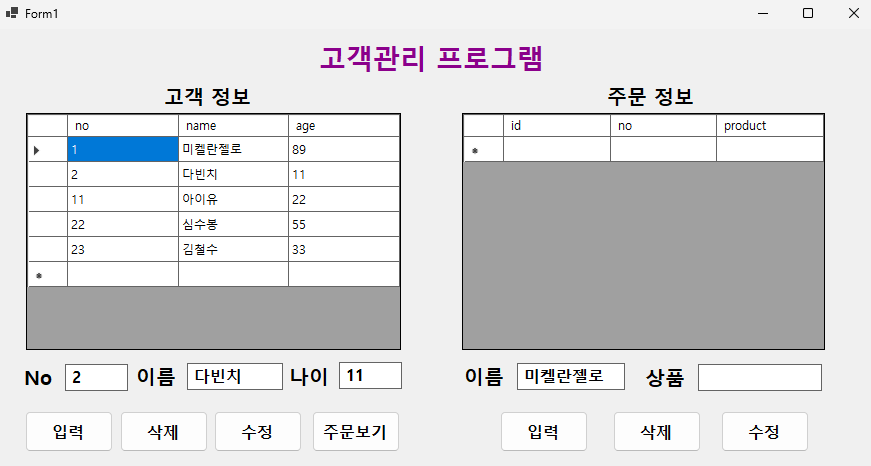 Form1
고객관리 프로그램
고객 정보
no name age
1 미켈란젤로 89
2 다빈치 11
11 아이유 22
22 심수봉 55
23 김철수 33
No 2 이름 다빈치 나이 11
입력 삭제 수정 주문보기
주문 정보
id no product
이름 미켈란젤로 상품
입력 삭제 수정